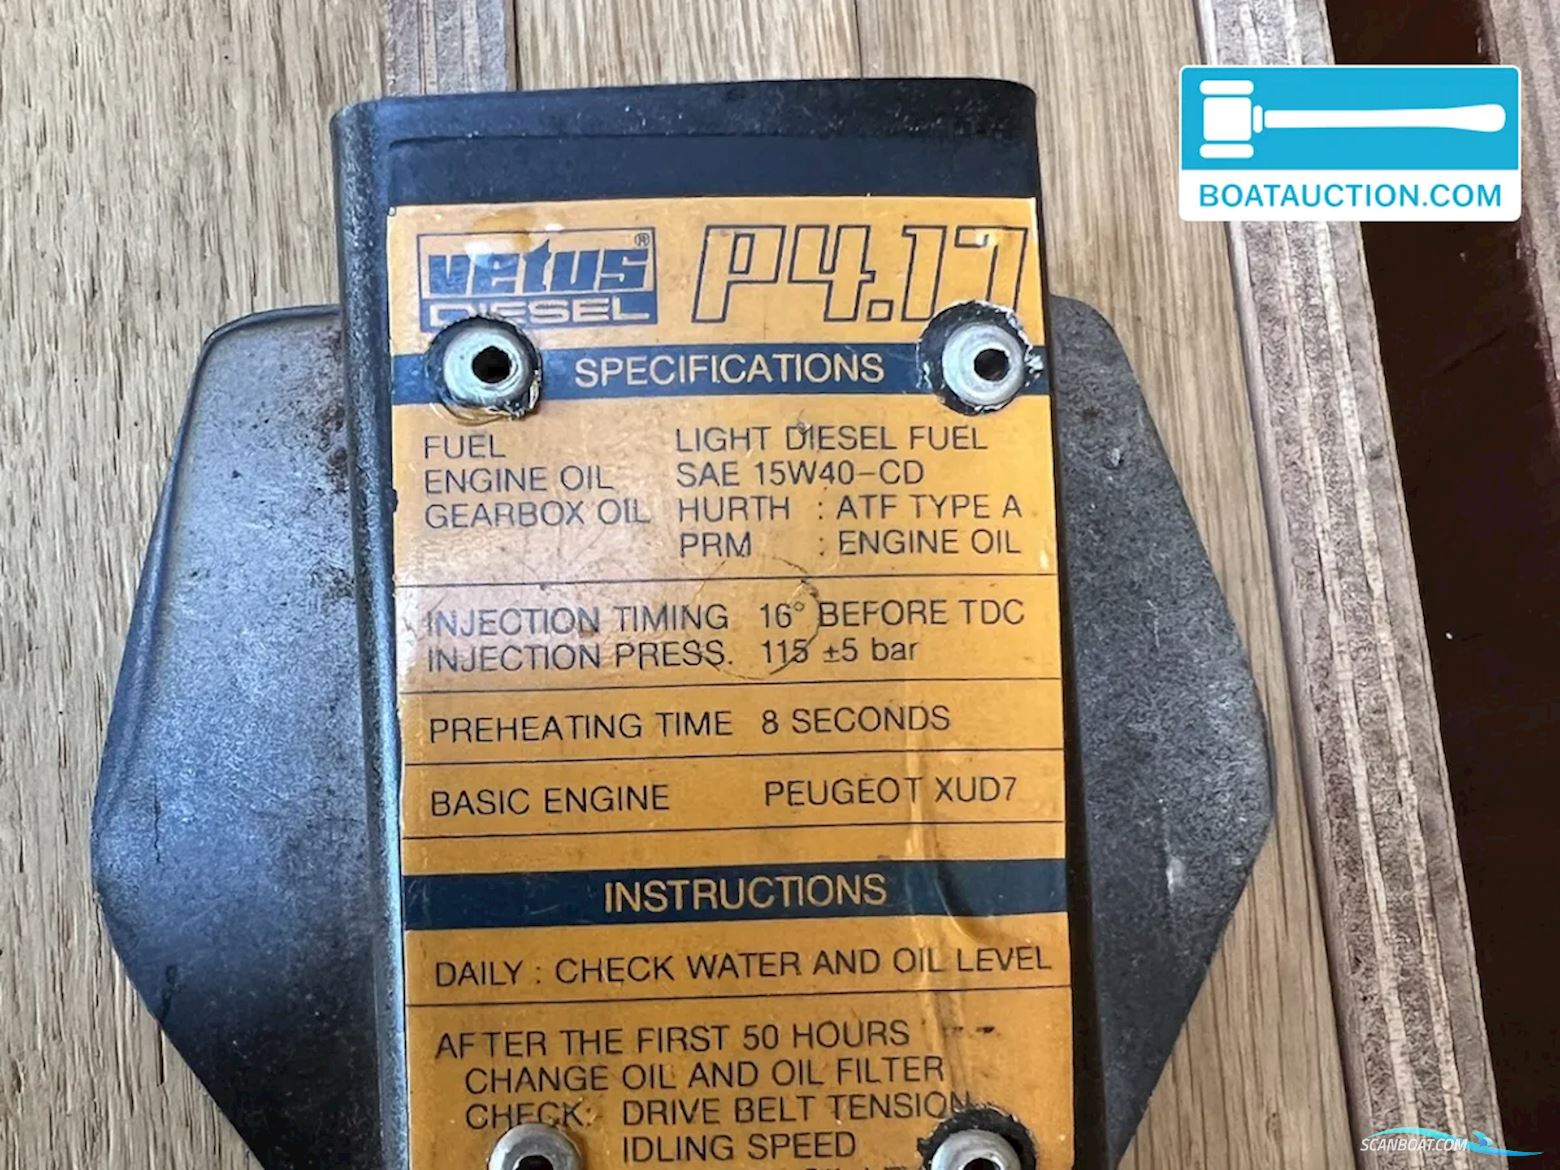 BOATAUCTION.COM
vetus® P4.17
DIESEL
SPECIFICATIONS
FUEL LIGHT DIESEL FUEL
ENGINE OIL SAE 15W40-CD
GEARBOX OIL HURTH : ATF TYPE A
PRM : ENGINE OIL
INJECTION TIMING 16° BEFORE TDC
INJECTION PRESS. 115 ±5 bar
PREHEATING TIME 8 SECONDS
BASIC ENGINE PEUGEOT XUD7
INSTRUCTIONS
DAILY : CHECK WATER AND OIL LEVEL
AFTER THE FIRST 50 HOURS
CHANGE OIL AND OIL FILTER
CHECK: DRIVE BELT TENSION
IDLING SPEED
SCANBOAT.COM